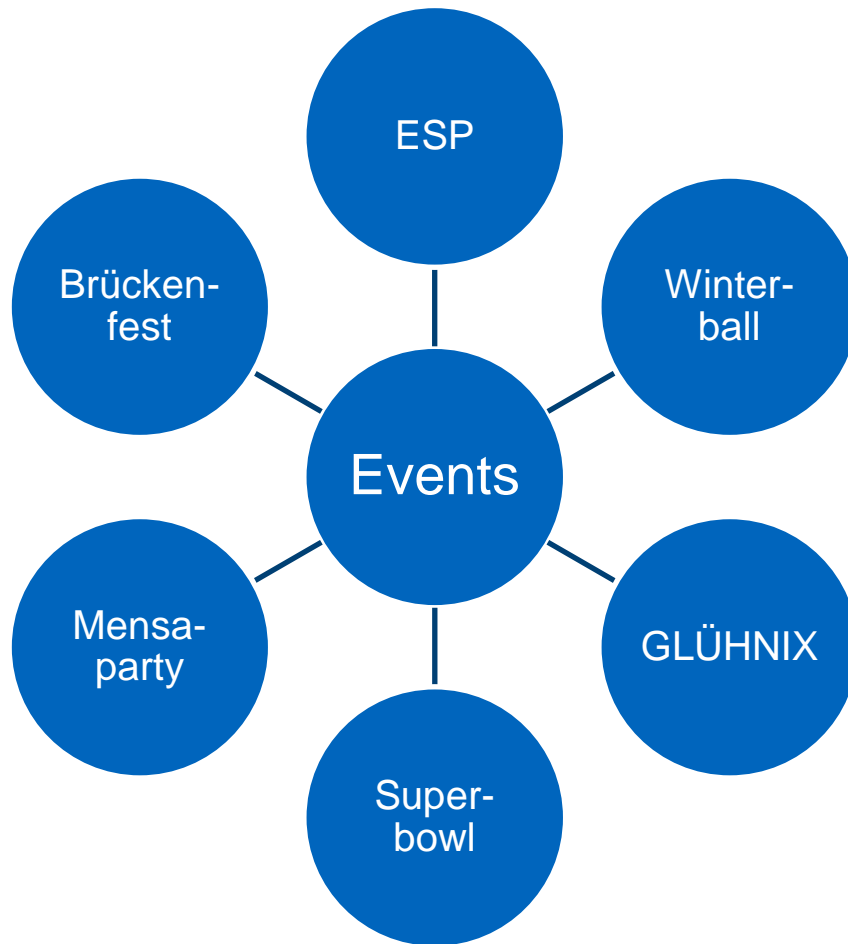 ESP
Brücken-
fest
Winter-
ball
Events
Mensa-
party
GLÜHNIX
Super-
bowl